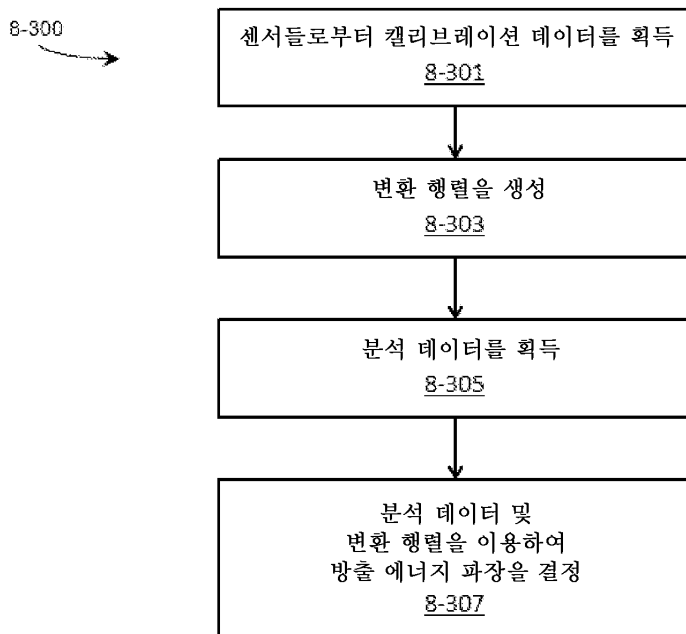 8-300
센서들로부터 캘리브레이션 데이터를 획득
8-301
변환 행렬을 생성
8-303
분석 데이터를 획득
8-305
분석 데이터 및
변환 행렬을 이용하여
방출 에너지 파장을 결정
8-307